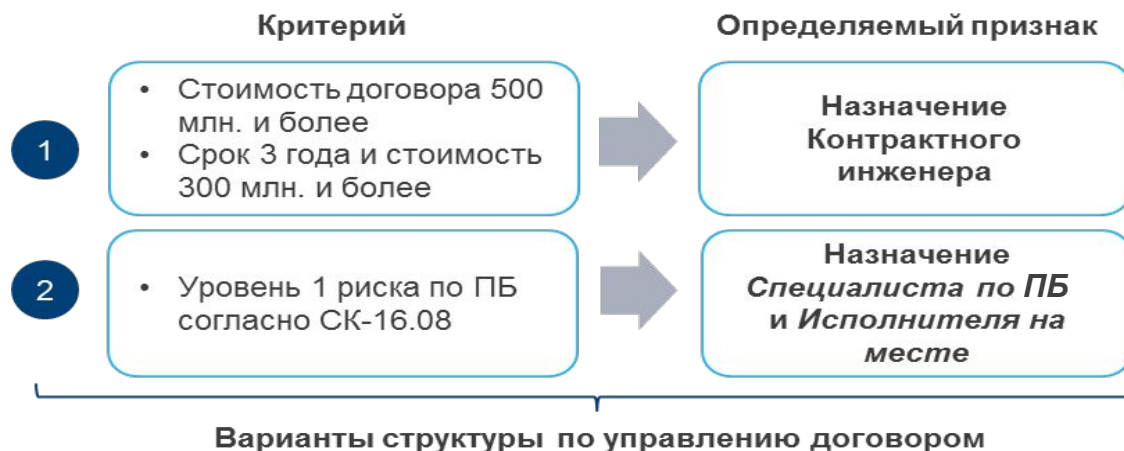 Критерий
Определяемый признак
1
• Стоимость договора 500
млн. и более
• Срок 3 года и стоимость
300 млн. и более
Назначение
Контрактного
инженера
2
• Уровень 1 риска по ПБ
согласно СК-16.08
Назначение
Специалиста по ПБ
и Исполнителя на
месте
Варианты структуры по управлению договором